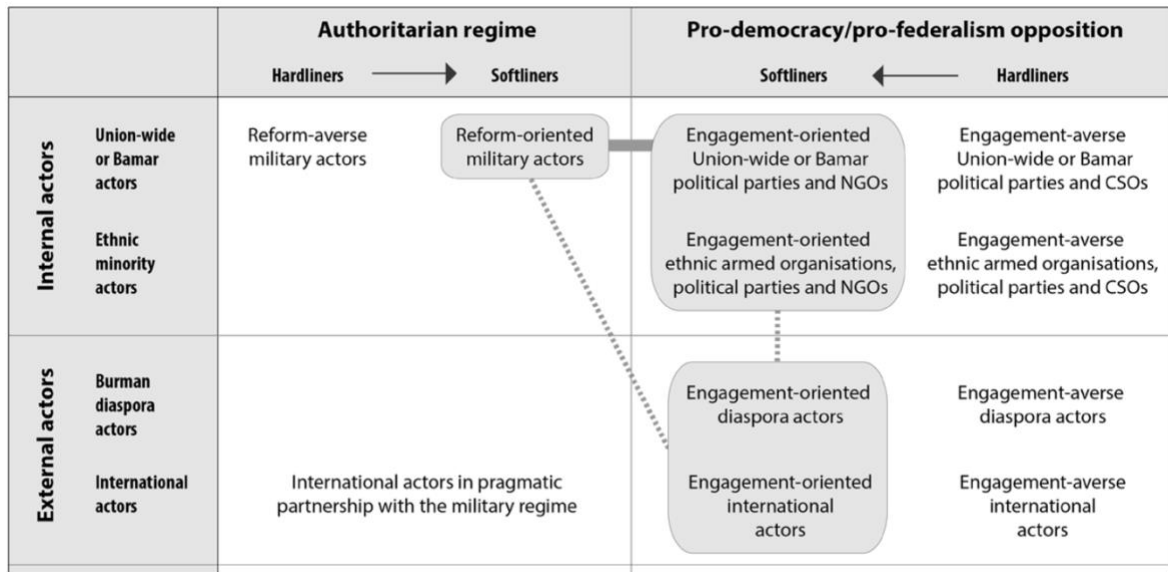 Authoritarian regime
Pro-democracy/pro-federalism opposition
Hardliners
Softliners
Softliners
Hardliners
Internal actors
Union-wide
or Bamar
actors
Reform-averse
military actors
Reform-oriented
military actors
Engagement-oriented
Union-wide or Bamar
political parties and NGOs
Engagement-averse
Union-wide or Bamar
political parties and CSOs
Ethnic
minority
actors
Engagement-oriented
ethnic armed organisations,
political parties and NGOs
Engagement-averse
ethnic armed organisations,
political parties and CSOs
External actors
Burman
diaspora
actors
Engagement-oriented
diaspora actors
Engagement-averse
diaspora actors
International
actors
International actors in pragmatic
partnership with the military regime
Engagement-oriented
international
actors
Engagement-averse
international
actors